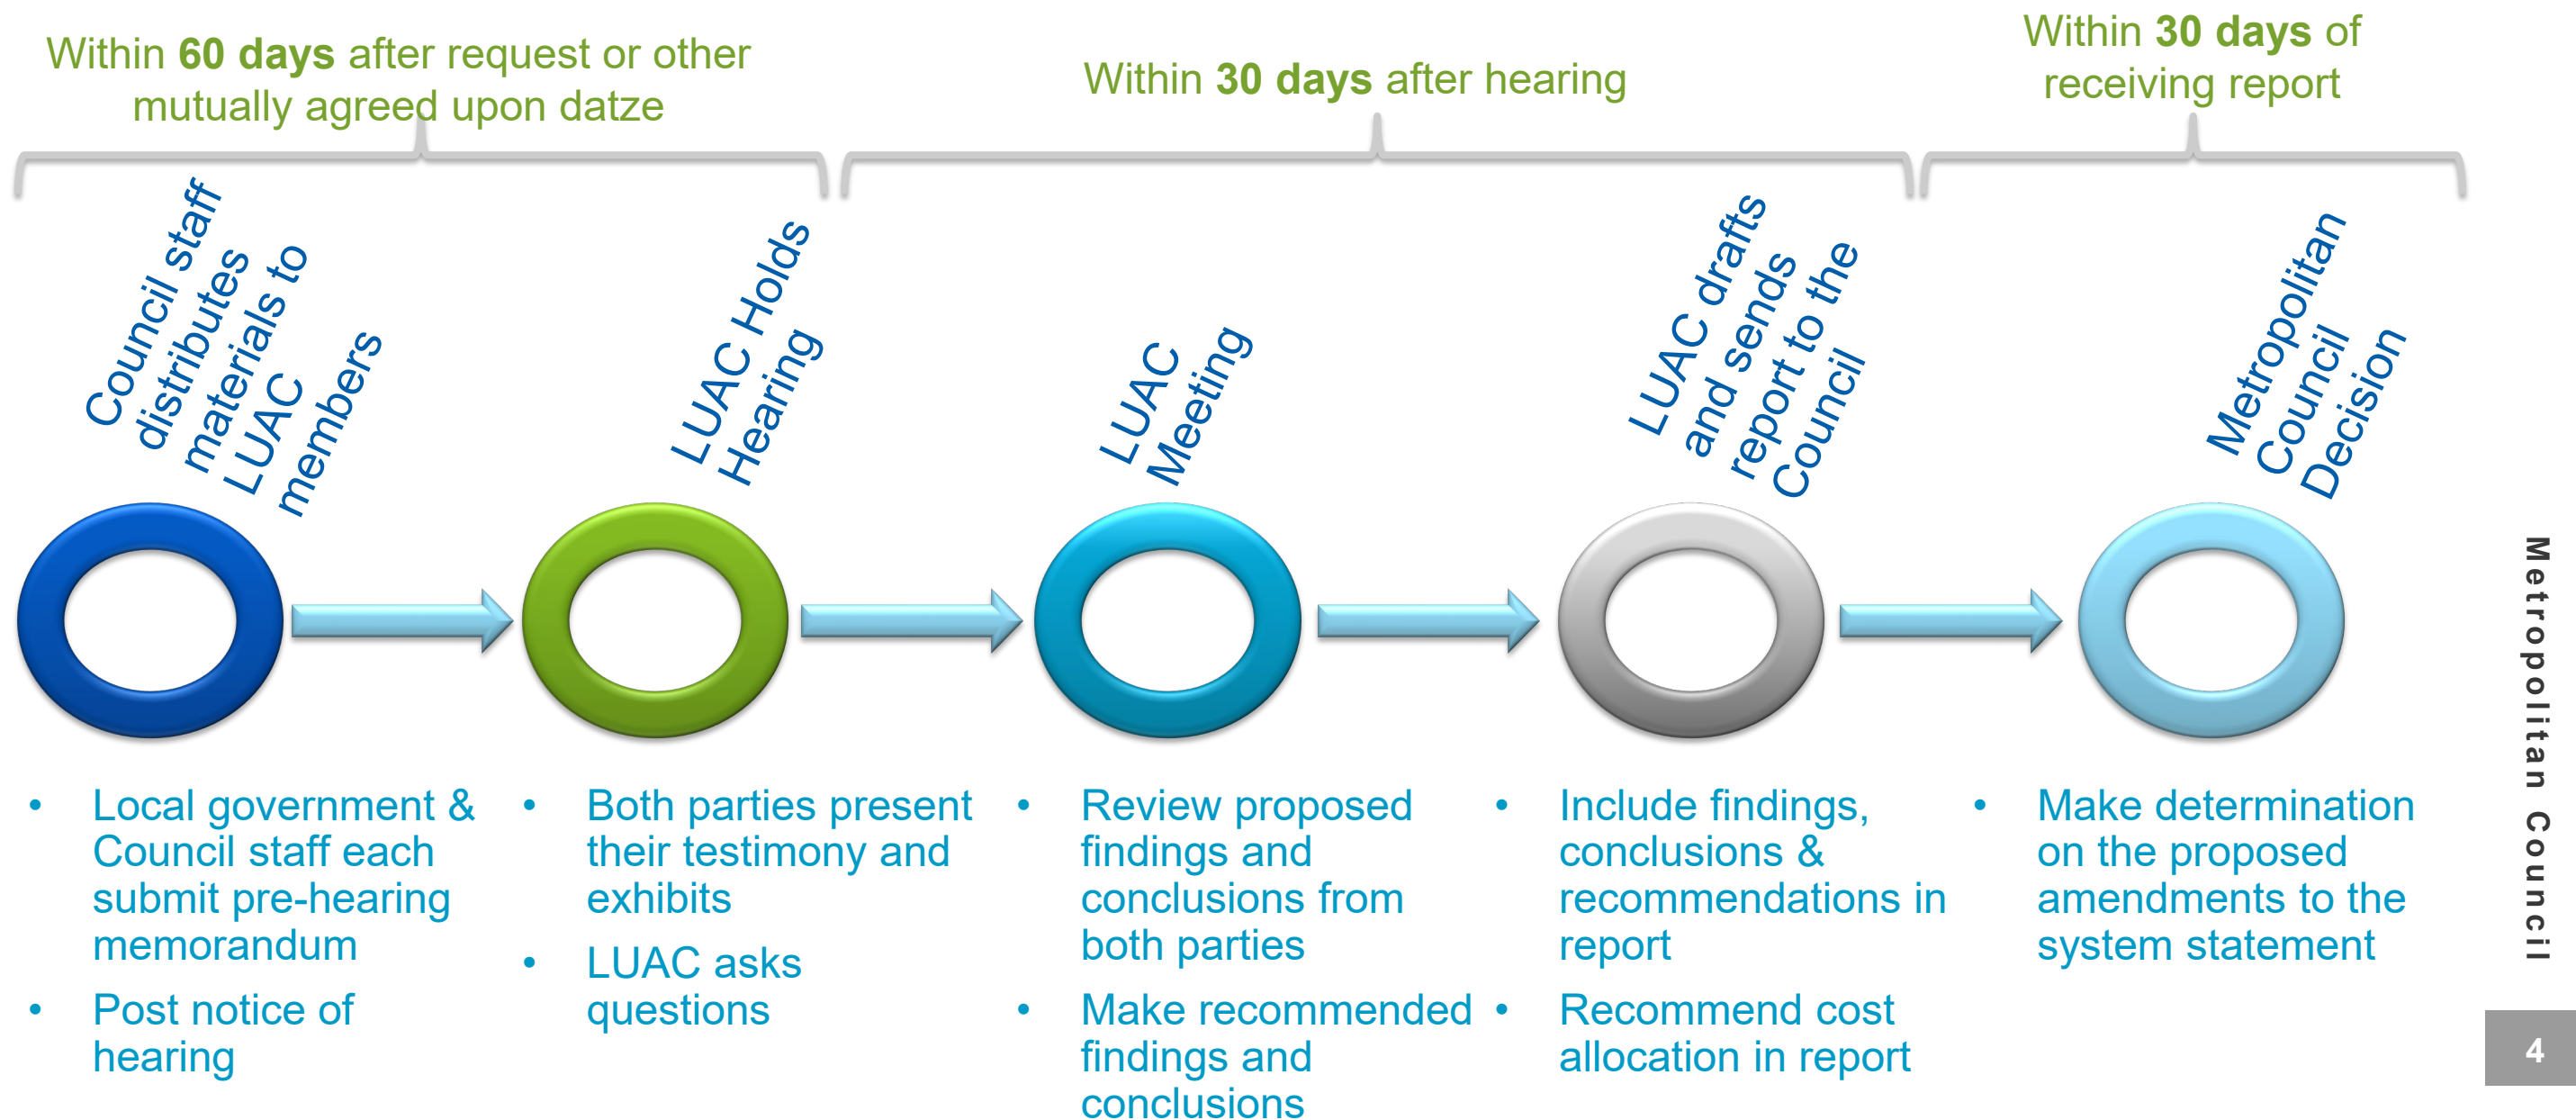 Within 60 days after request or other
mutually agreed upon datze
Within 30 days after hearing
Within 30 days of
receiving report
Council staff
distributes
materials to
LUAC
members
LUAC Holds
Hearing
LUAC
Meeting
LUAC drafts
and sends
report to the
Council
Metropolitan
Council
Decision
• Local government &
Council staff each
submit pre-hearing
memorandum
• Post notice of
hearing
• Both parties present
their testimony and
exhibits
• LUAC asks
questions
• Review proposed
findings and
conclusions from
both parties
• Make recommended
findings and
conclusions
• Include findings,
conclusions &
recommendations in
report
• Recommend cost
allocation in report
• Make determination
on the proposed
amendments to the
system statement
Metropolitan Council
4